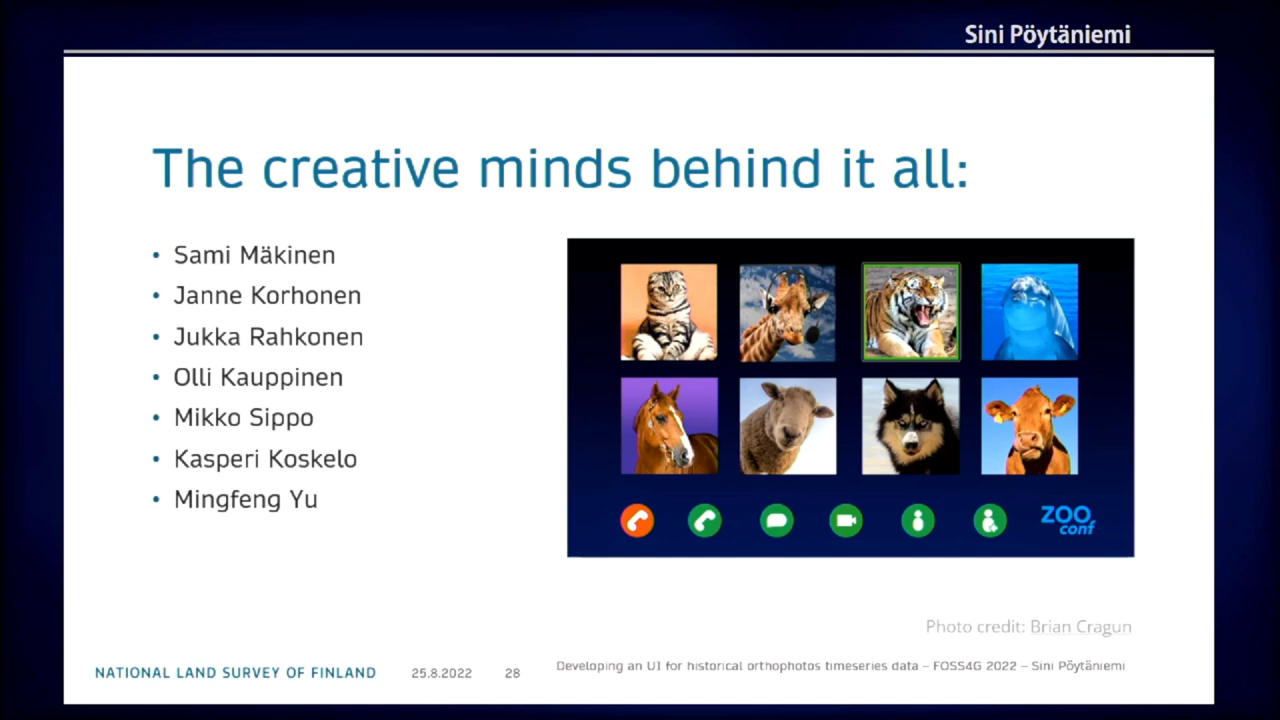 Sini Pöytäniemi
The creative minds behind it all:
• Sami Mäkinen
• Janne Korhonen
• Jukka Rahkonen
• Olli Kauppinen
• Mikko Sippo
• Kasperi Koskelo
• Mingfeng Yu
ZOO
conf
Photo credit: Brian Cragun
NATIONAL LAND SURVEY OF FINLAND 25.8.2022 28 Developing an UI for historical orthophotos timeseries data – FOSS4G 2022 – Sini Pöytäniemi